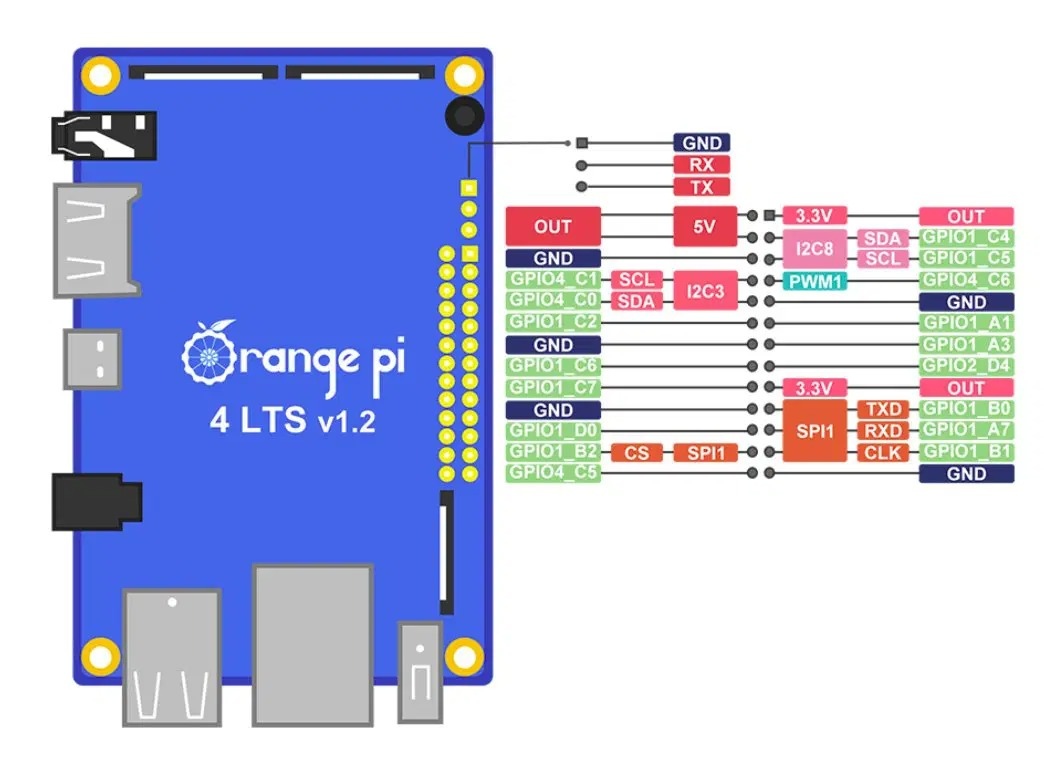 Orange pi
4 LTS v1.2
GND
RX
TX
OUT 5V 3.3V OUT
I2C8 SDA GPIO1_C4
GND SCL GPIO1_C5
GPIO4_C1 SCL I2C3 PWM1 GPIO4_C6
GPIO4_C0 SDA GND
GPIO1_C2 GPIO1_A1
GND GPIO1_A3
GPIO1_C6 GPIO2_D4
GPIO1_C7 3.3V OUT
GND SPI1 TXD GPIO1_B0
GPIO1_D0 RXD GPIO1_A7
GPIO1_B2 CS SPI1 CLK GPIO1_B1
GPIO4_C5 GND